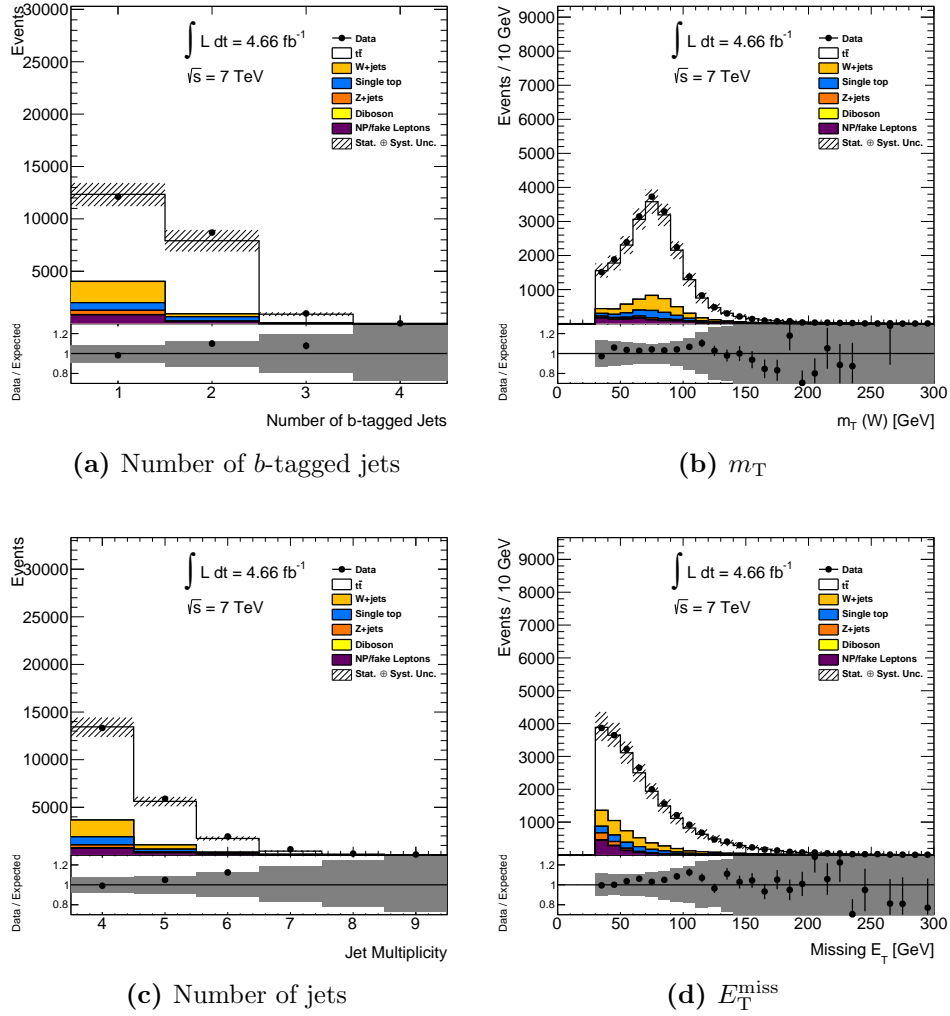 Events
30000
25000
20000
15000
10000
5000
∫ L dt = 4.66 fb⁻¹
√s = 7 TeV
Data
tt̄
W+jets
Single top
Z+jets
Diboson
NP/fake Leptons
Stat. ⊕ Syst. Unc.
Data / Expected
1.2
1
0.8
1 2 3 4
Number of b-tagged Jets
(a) Number of b-tagged jets
Events / 10 GeV
9000
8000
7000
6000
5000
4000
3000
2000
1000
∫ L dt = 4.66 fb⁻¹
√s = 7 TeV
Data
tt̄
W+jets
Single top
Z+jets
Diboson
NP/fake Leptons
Stat. ⊕ Syst. Unc.
Data / Expected
1.2
1
0.8
0 50 100 150 200 250 300
m_T (W) [GeV]
(b) m_T
Events
30000
25000
20000
15000
10000
5000
∫ L dt = 4.66 fb⁻¹
√s = 7 TeV
Data
tt̄
W+jets
Single top
Z+jets
Diboson
NP/fake Leptons
Stat. ⊕ Syst. Unc.
Data / Expected
1.2
1
0.8
4 5 6 7 8 9
Jet Multiplicity
(c) Number of jets
Events / 10 GeV
9000
8000
7000
6000
5000
4000
3000
2000
1000
∫ L dt = 4.66 fb⁻¹
√s = 7 TeV
Data
tt̄
W+jets
Single top
Z+jets
Diboson
NP/fake Leptons
Stat. ⊕ Syst. Unc.
Data / Expected
1.2
1
0.8
0 50 100 150 200 250 300
Missing E_T [GeV]
(d) E_T^miss